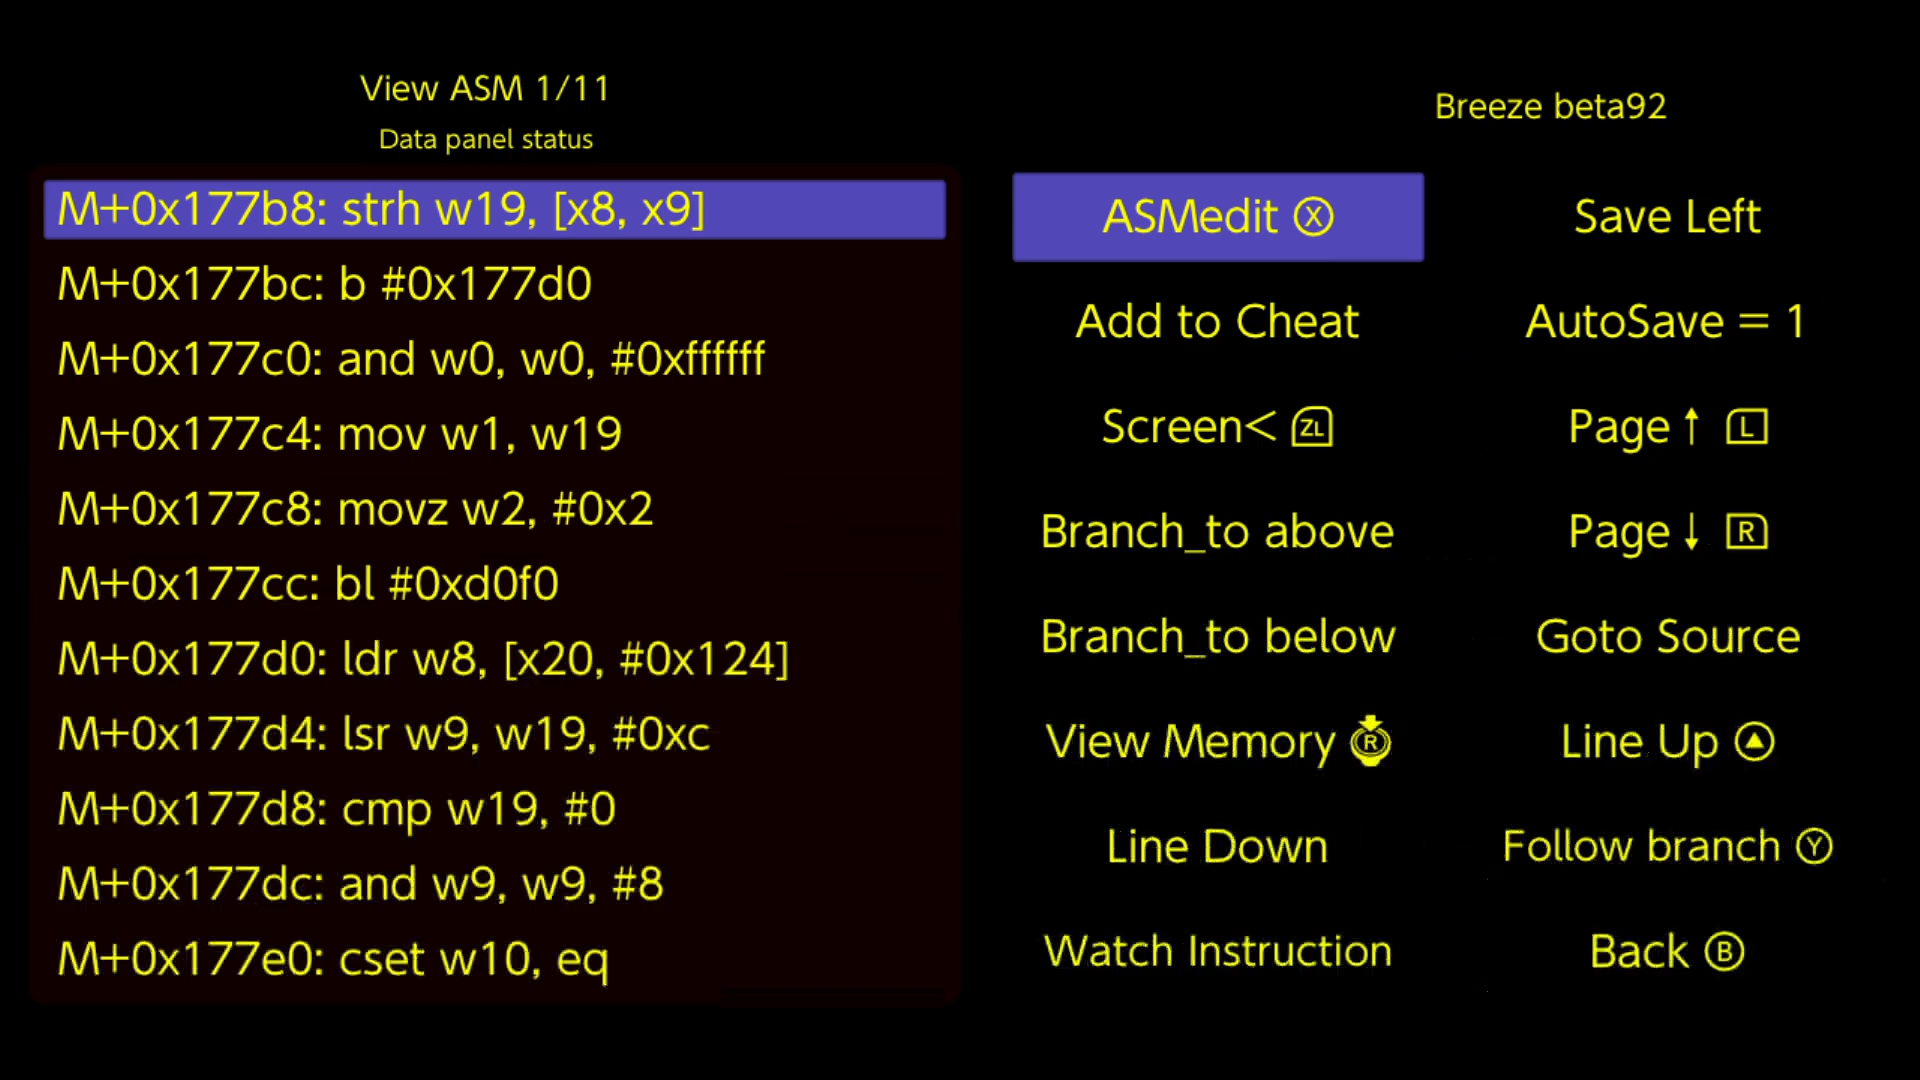 View ASM 1/11
Data panel status
M+0x177b8: strh w19, [x8, x9]
M+0x177bc: b #0x177d0
M+0x177c0: and w0, w0, #0xffffff
M+0x177c4: mov w1, w19
M+0x177c8: movz w2, #0x2
M+0x177cc: bl #0xd0f0
M+0x177d0: ldr w8, [x20, #0x124]
M+0x177d4: lsr w9, w19, #0xc
M+0x177d8: cmp w19, #0
M+0x177dc: and w9, w9, #8
M+0x177e0: cset w10, eq
Breeze beta92
ASMedit Ⓧ
Save Left
Add to Cheat
AutoSave = 1
Screen< ZL
Page↑ L
Branch_to above
Page↓ R
Branch_to below
Goto Source
View Memory R
Line Up
Line Down
Follow branch Ⓨ
Watch Instruction
Back Ⓑ